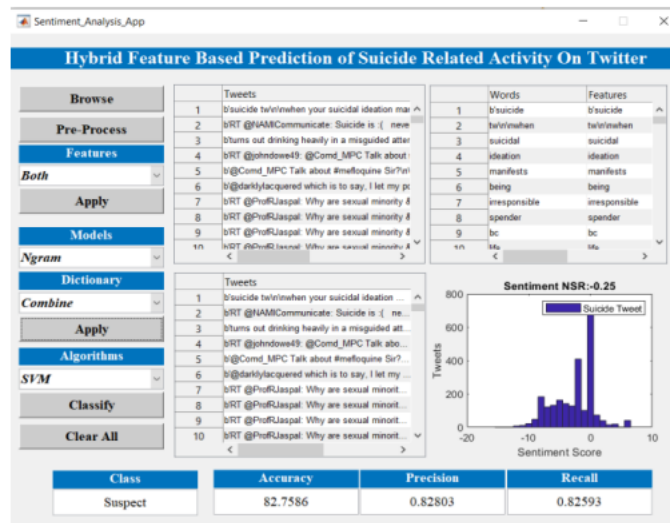 Sentiment_Analysis_App
Hybrid Feature Based Prediction of Suicide Related Activity On Twitter
Browse
Pre-Process
Features
Both
Apply
Models
Ngram
Dictionary
Combine
Apply
Algorithms
SVM
Classify
Clear All
Tweets
1 b'suicide tw\n\nwhen your suicidal ideation mar
2 b'RT @NAMICommunicate: Suicide is :( neve
3 b'turns out drinking heavily in a misguided atter
4 b'RT @johndowe49: @Comd_MPC Talk about
5 b'@Comd_MPC Talk about #mefloquine Sir?\n\
6 b'@darklylacquered which is to say, I let my pc
7 b'RT @ProfRJaspal: Why are sexual minority &
8 b'RT @ProfRJaspal: Why are sexual minority &
9 b'RT @ProfRJaspal: Why are sexual minority &
10 b'RT @ProfRJaspal: Why are sexual minority &
Words Features
1 b'suicide b'suicide
2 tw\n\nwhen tw\n\nwhen
3 suicidal suicidal
4 ideation ideation
5 manifests manifests
6 being being
7 irresponsible irresponsible
8 spender spender
9 bc bc
10
Tweets
1 b'suicide tw\n\nwhen your suicidal ideation ...
2 b'RT @NAMICommunicate: Suicide is :( ne...
3 b'turns out drinking heavily in a misguided att...
4 b'RT @johndowe49: @Comd_MPC Talk abo...
5 b'@Comd_MPC Talk about #mefloquine Sir?...
6 b'@darklylacquered which is to say, I let my ...
7 b'RT @ProfRJaspal: Why are sexual minorit...
8 b'RT @ProfRJaspal: Why are sexual minorit...
9 b'RT @ProfRJaspal: Why are sexual minorit...
10 b'RT @ProfRJaspal: Why are sexual minorit...
Sentiment NSR:-0.25
Suicide Tweet
800
600
400
200
0
Tweets
-20 -10 0 10
Sentiment Score
Class
Suspect
Accuracy Precision Recall
82.7586 0.82803 0.82593